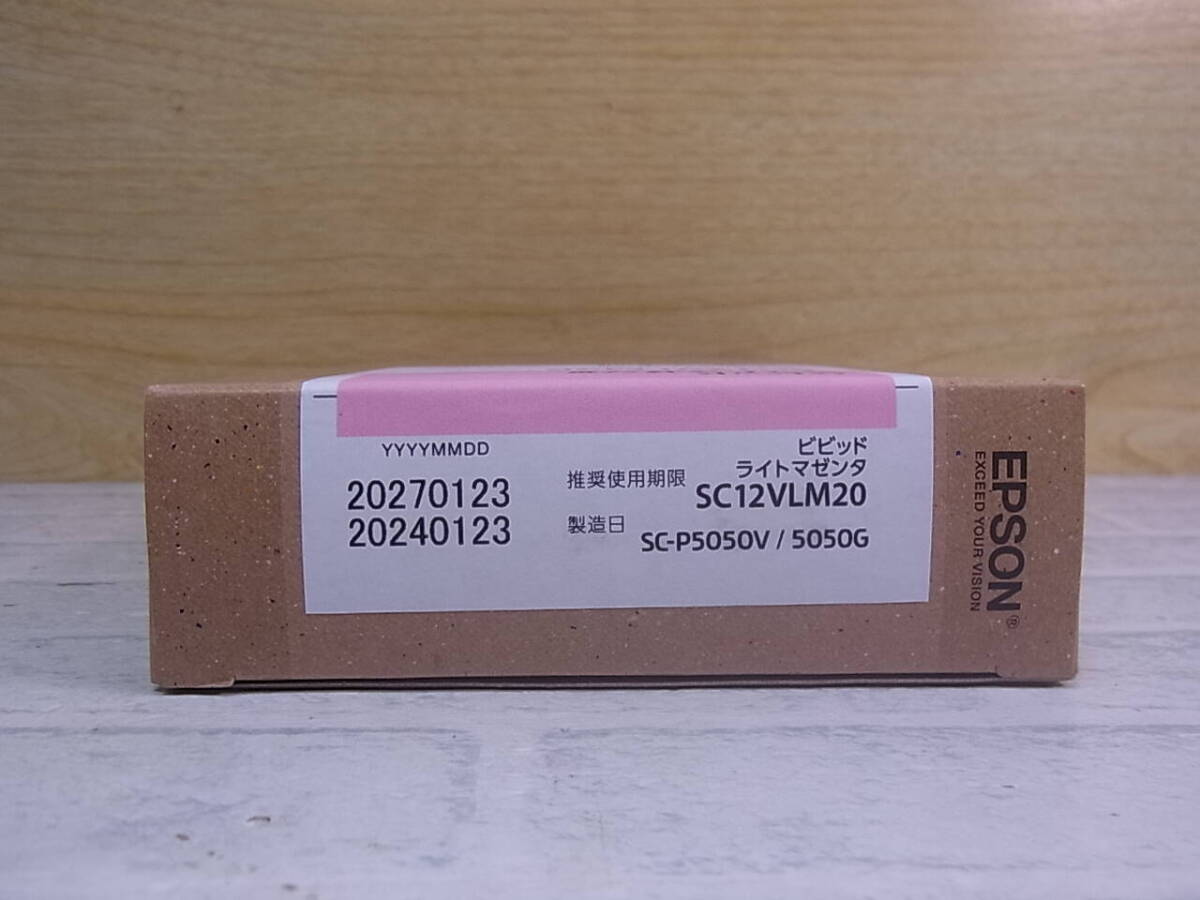 YYYYMMDD
20270123
20240123
推奨使用期限
製造日
ビビッド
ライトマゼンタ
SC12VLM20
SC-P5050V / 5050G
EPSON®
EXCEED YOUR VISION